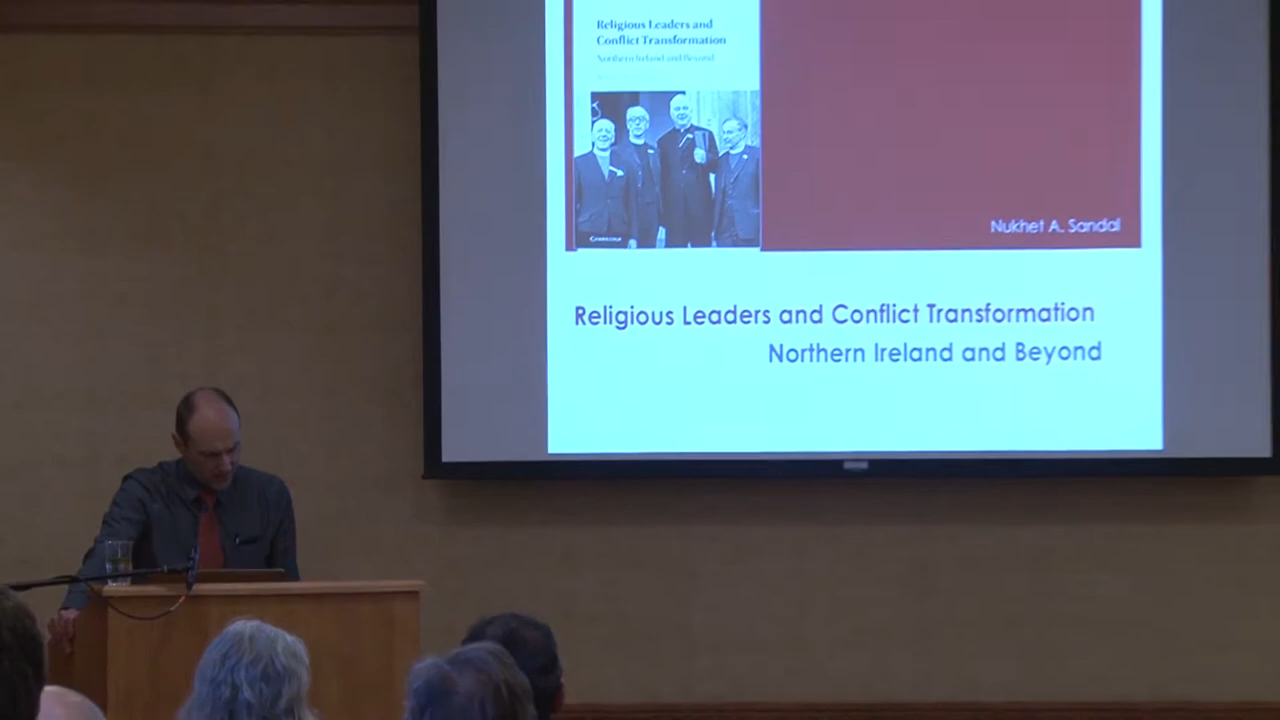 Religious Leaders and
Conflict Transformation
Northern Ireland and Beyond
CAMBRIDGE
Nukhet A. Sandal
Religious Leaders and Conflict Transformation
Northern Ireland and Beyond